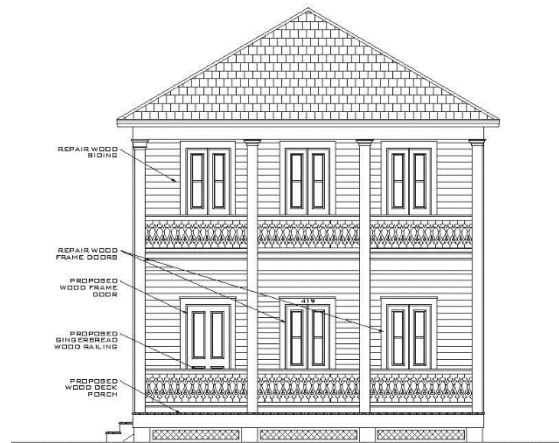 REPAIR WOOD
SIDING
REPAIR WOOD
FRAME DOORS
PROPOSED
WOOD FRAME
DOOR
419
PROPOSED
GINGERBREAD
WOOD RAILING
PROPOSED
WOOD DECK
PORCH